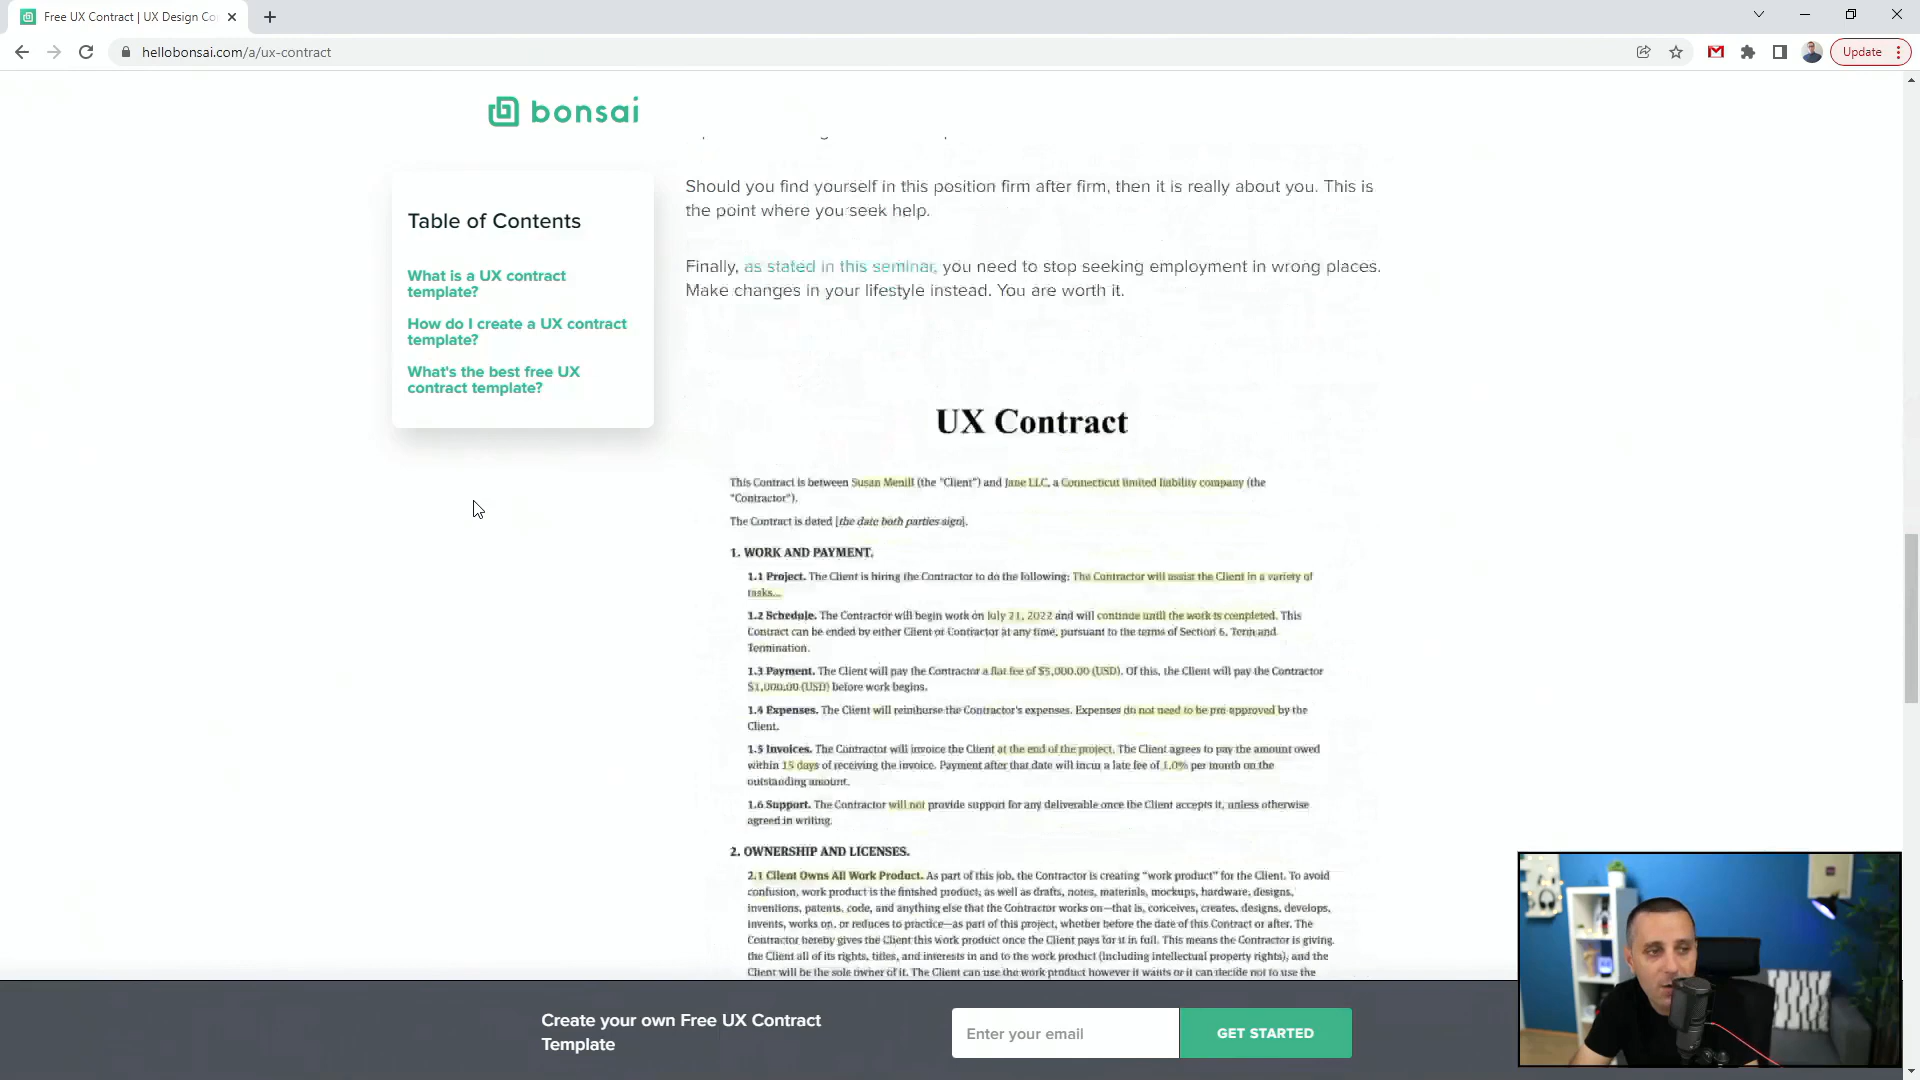 Free UX Contract | UX Design Co
hellobonsai.com/a/ux-contract
Update
bonsai
Table of Contents
What is a UX contract
template?
How do I create a UX contract
template?
What's the best free UX
contract template?
Should you find yourself in this position firm after firm, then it is really about you. This is
the point where you seek help.
Finally, as stated in this seminar, you need to stop seeking employment in wrong places.
Make changes in your lifestyle instead. You are worth it.
UX Contract
This Contract is between Susan Menill (the "Client") and Jane LLC, a Connecticut limited liability company (the
"Contractor").
The Contract is dated [the date both parties sign].
1. WORK AND PAYMENT.
1.1 Project. The Client is hiring the Contractor to do the following: The Contractor will assist the Client in a variety of
tasks...
1.2 Schedule. The Contractor will begin work on July 21, 2022 and will continue until the work is completed. This
Contract can be ended by either Client or Contractor at any time, pursuant to the terms of Section 6, Term and
Termination.
1.3 Payment. The Client will pay the Contractor a flat fee of $5,000.00 (USD). Of this, the Client will pay the Contractor
$1,000.00 (USD) before work begins.
1.4 Expenses. The Client will reimburse the Contractor's expenses. Expenses do not need to be pre-approved by the
Client.
1.5 Invoices. The Contractor will invoice the Client at the end of the project. The Client agrees to pay the amount owed
within 15 days of receiving the invoice. Payment after that date will incur a late fee of 1.0% per month on the
outstanding amount.
1.6 Support. The Contractor will not provide support for any deliverable once the Client accepts it, unless otherwise
agreed in writing.
2. OWNERSHIP AND LICENSES.
2.1 Client Owns All Work Product. As part of this job, the Contractor is creating "work product" for the Client. To avoid
confusion, work product is the finished product, as well as drafts, notes, materials, mockups, hardware, designs,
inventions, patents, code, and anything else that the Contractor works on—that is, conceives, creates, designs, develops,
invents, works on, or reduces to practice—as part of this project, whether before the date of this Contract or after. The
Contractor hereby gives the Client this work product once the Client pays for it in full. This means the Contractor is giving
the Client all of its rights, titles, and interests in and to the work product (including intellectual property rights), and the
Client will be the sole owner of it. The Client can use the work product however it wants or it can decide not to use the
Create your own Free UX Contract
Template
Enter your email
GET STARTED